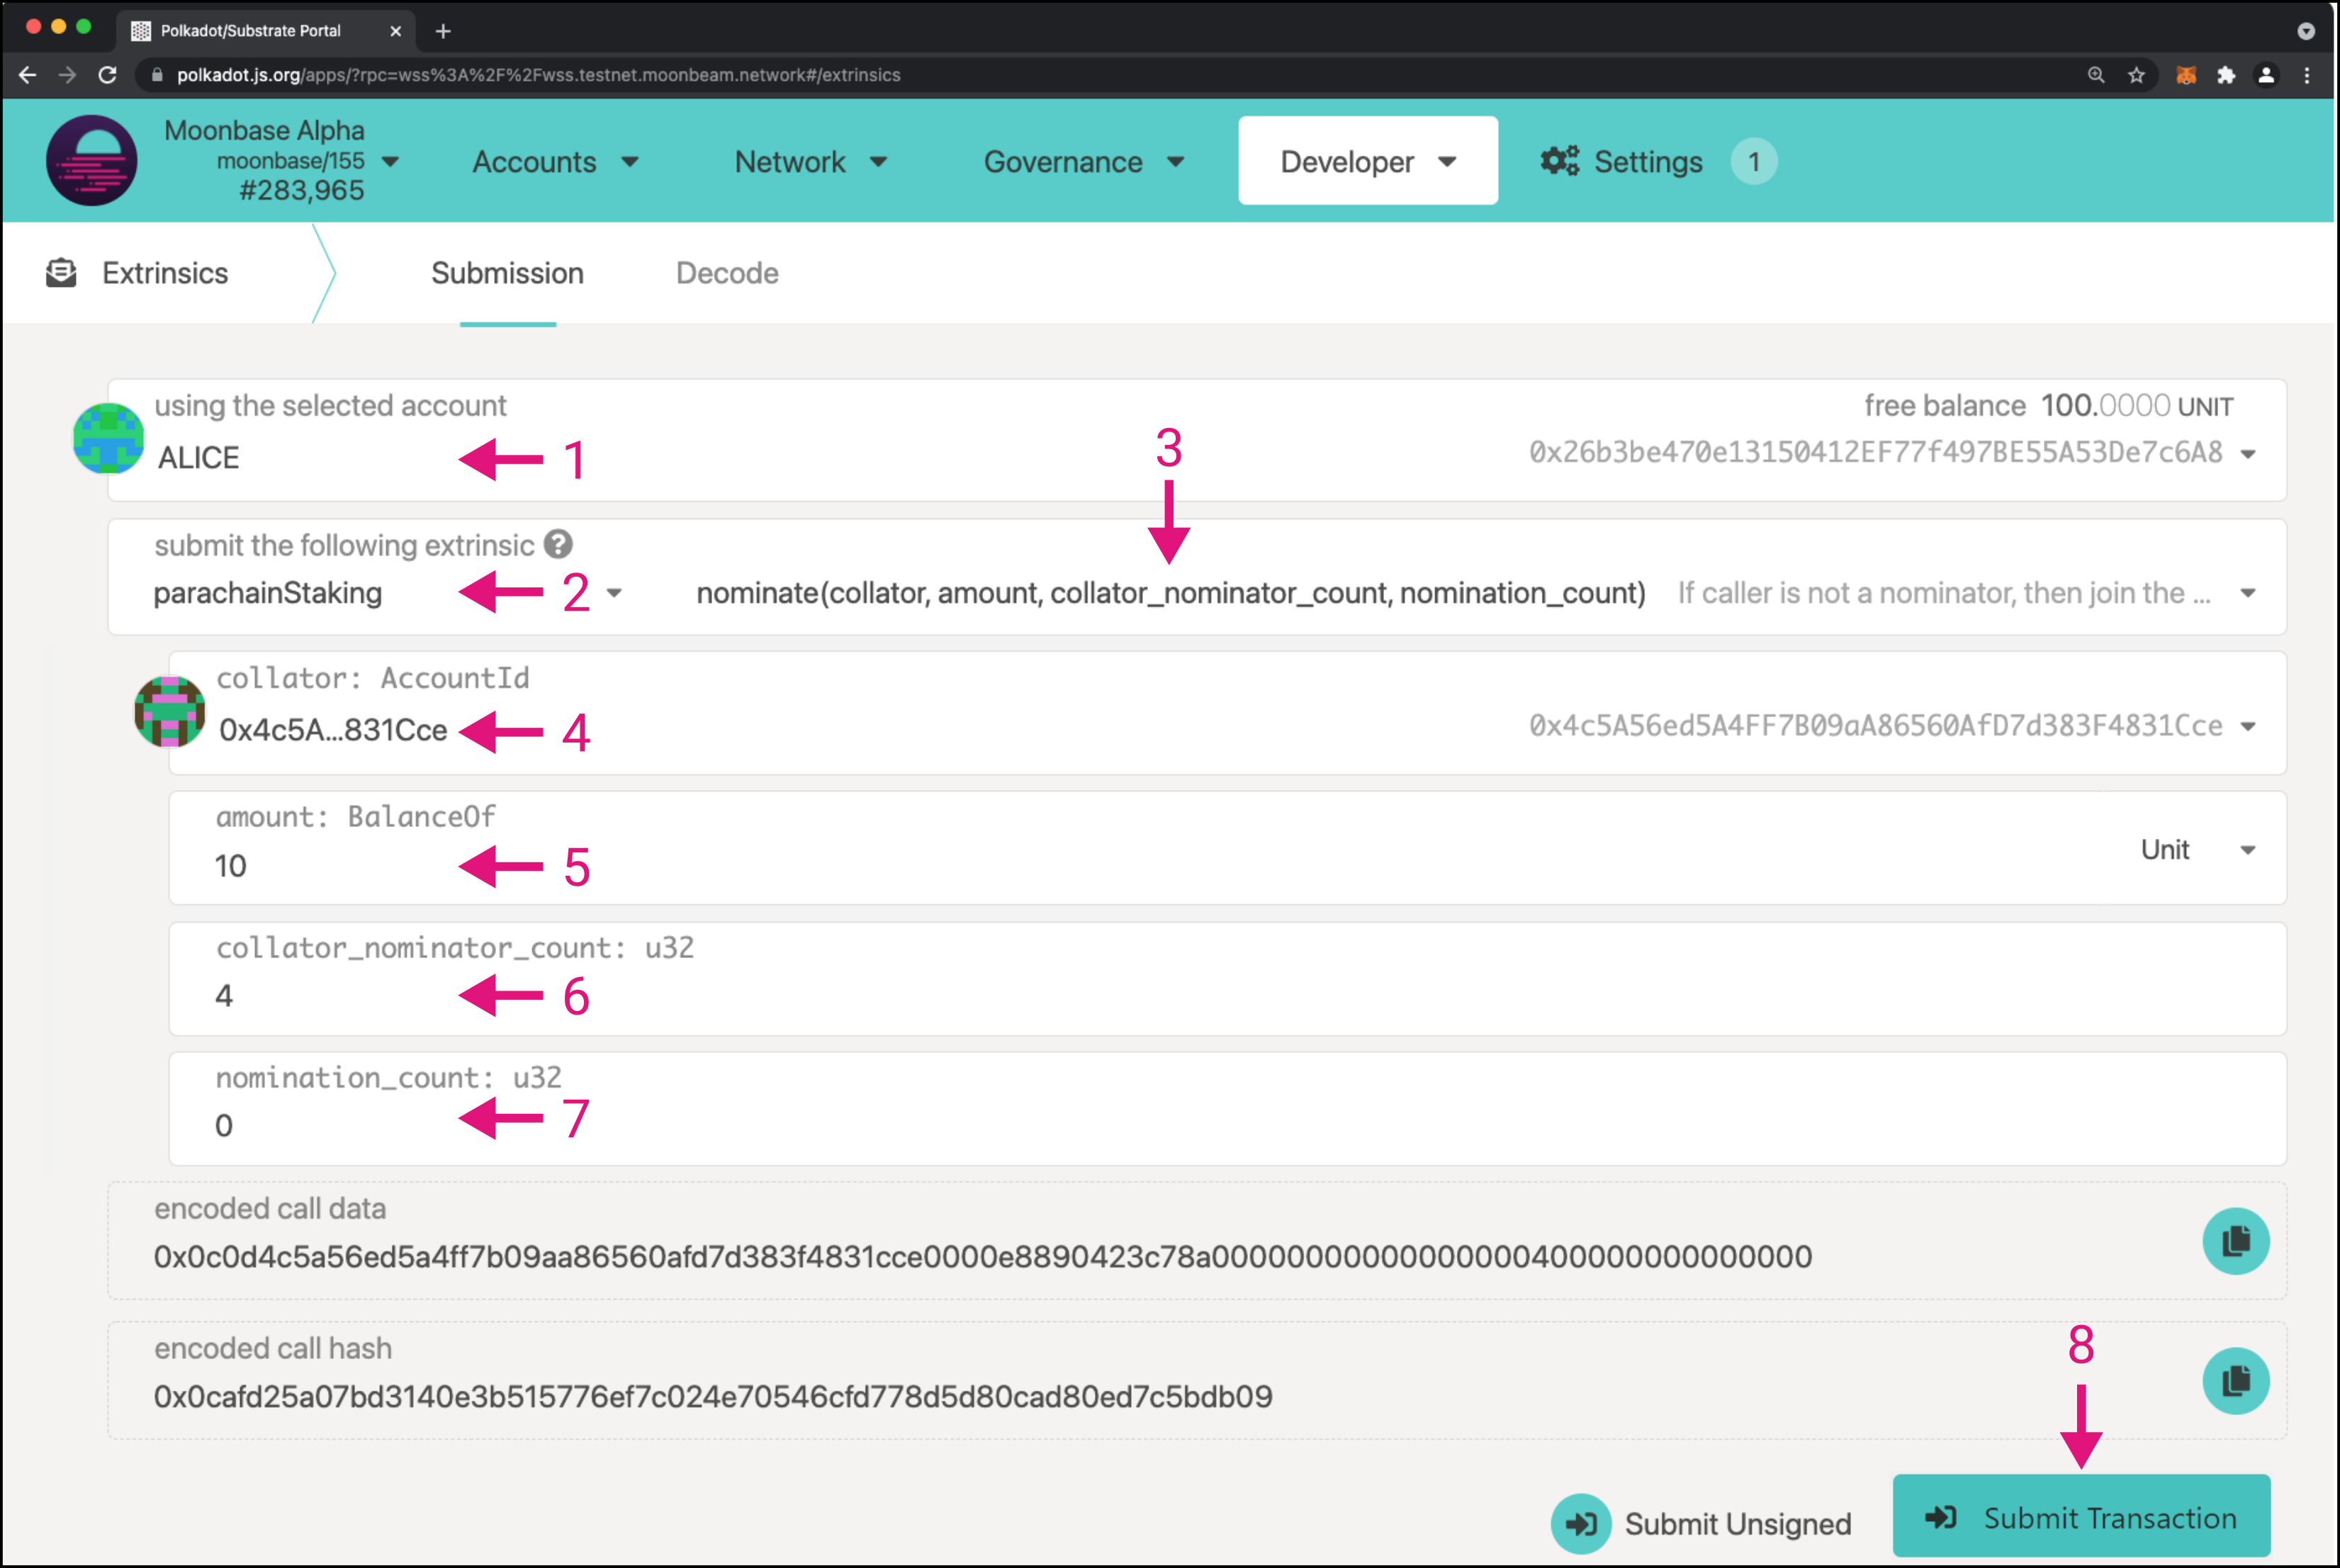 Polkadot/Substrate Portal
polkadot.js.org/apps/?rpc=wss%3A%2F%2Fwss.testnet.moonbeam.network#/extrinsics
Moonbase Alpha
moonbase/155
#283,965
Accounts
Network
Governance
Developer
Settings
1
Extrinsics
Submission
Decode
using the selected account
free balance 100.0000 UNIT
ALICE
1
3
0x26b3be470e13150412EF77f497BE55A53De7c6A8
submit the following extrinsic ?
parachainStaking
2
nominate(collator, amount, collator_nominator_count, nomination_count)
If caller is not a nominator, then join the ...
collator: AccountId
0x4c5A...831Cce
4
0x4c5A56ed5A4FF7B09aA86560AfD7d383F4831Cce
amount: BalanceOf
10
5
Unit
collator_nominator_count: u32
4
6
nomination_count: u32
0
7
encoded call data
0x0c0d4c5a56ed5a4ff7b09aa86560afd7d383f4831cce0000e8890423c78a00000000000000000400000000000000
encoded call hash
0x0cafd25a07bd3140e3b515776ef7c024e70546cfd778d5d80cad80ed7c5bdb09
8
Submit Unsigned
Submit Transaction